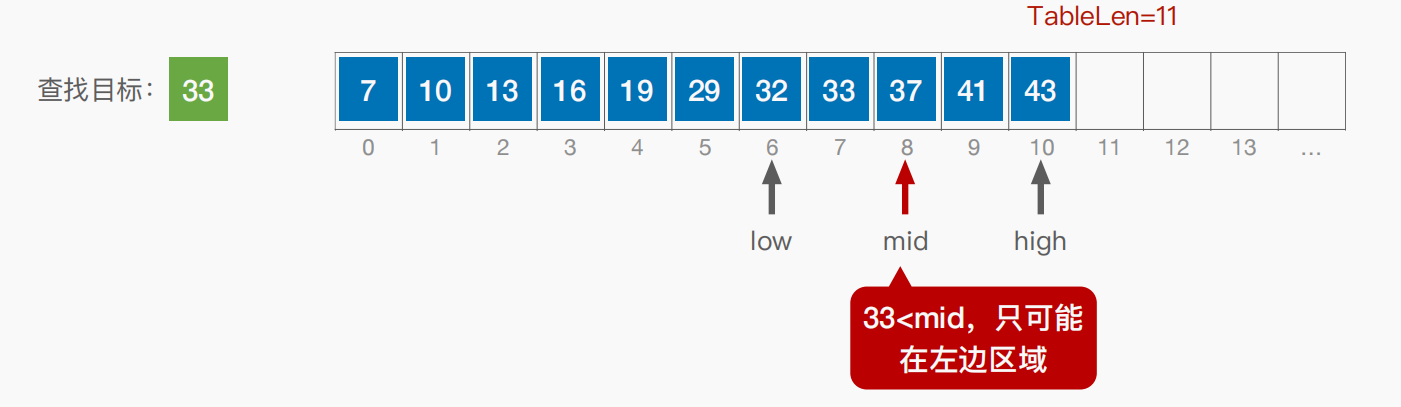 TableLen=11
查找目标： 33
7 10 13 16 19 29 32 33 37 41 43
0 1 2 3 4 5 6 7 8 9 10 11 12 13 ...
low mid high
33<mid，只可能
在左边区域